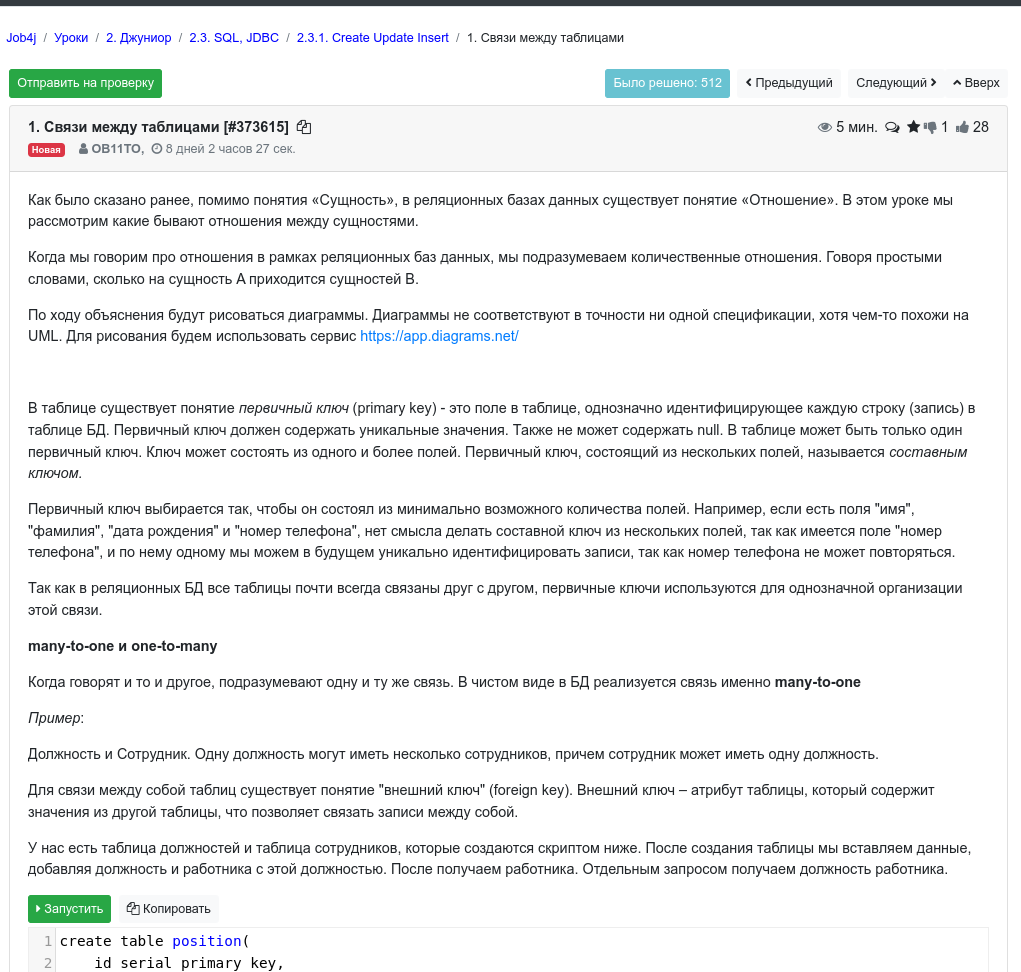 Job4j / Уроки / 2. Джуниор / 2.3. SQL, JDBC / 2.3.1. Create Update Insert / 1. Связи между таблицами
Отправить на проверку Было решено: 512 Предыдущий Следующий Вверх
1. Связи между таблицами [#373615] 5 мин. 1 28
Новая OB11TO, 8 дней 2 часов 27 сек.
Как было сказано ранее, помимо понятия «Сущность», в реляционных базах данных существует понятие «Отношение». В этом уроке мы
рассмотрим какие бывают отношения между сущностями.
Когда мы говорим про отношения в рамках реляционных баз данных, мы подразумеваем количественные отношения. Говоря простыми
словами, сколько на сущность A приходится сущностей B.
По ходу объяснения будут рисоваться диаграммы. Диаграммы не соответствуют в точности ни одной спецификации, хотя чем-то похожи на
UML. Для рисования будем использовать сервис https://app.diagrams.net/
В таблице существует понятие первичный ключ (primary key) - это поле в таблице, однозначно идентифицирующее каждую строку (запись) в
таблице БД. Первичный ключ должен содержать уникальные значения. Также не может содержать null. В таблице может быть только один
первичный ключ. Ключ может состоять из одного и более полей. Первичный ключ, состоящий из нескольких полей, называется составным
ключом.
Первичный ключ выбирается так, чтобы он состоял из минимально возможного количества полей. Например, если есть поля "имя",
"фамилия", "дата рождения" и "номер телефона", нет смысла делать составной ключ из нескольких полей, так как имеется поле "номер
телефона", и по нему одному мы можем в будущем уникально идентифицировать записи, так как номер телефона не может повторяться.
Так как в реляционных БД все таблицы почти всегда связаны друг с другом, первичные ключи используются для однозначной организации
этой связи.
many-to-one и one-to-many
Когда говорят и то и другое, подразумевают одну и ту же связь. В чистом виде в БД реализуется связь именно many-to-one
Пример:
Должность и Сотрудник. Одну должность могут иметь несколько сотрудников, причем сотрудник может иметь одну должность.
Для связи между собой таблиц существует понятие "внешний ключ" (foreign key). Внешний ключ – атрибут таблицы, который содержит
значения из другой таблицы, что позволяет связать записи между собой.
У нас есть таблица должностей и таблица сотрудников, которые создаются скриптом ниже. После создания таблицы мы вставляем данные,
добавляя должность и работника с этой должностью. После получаем работника. Отдельным запросом получаем должность работника.
Запустить Копировать
1 create table position(
2 id serial primary key,